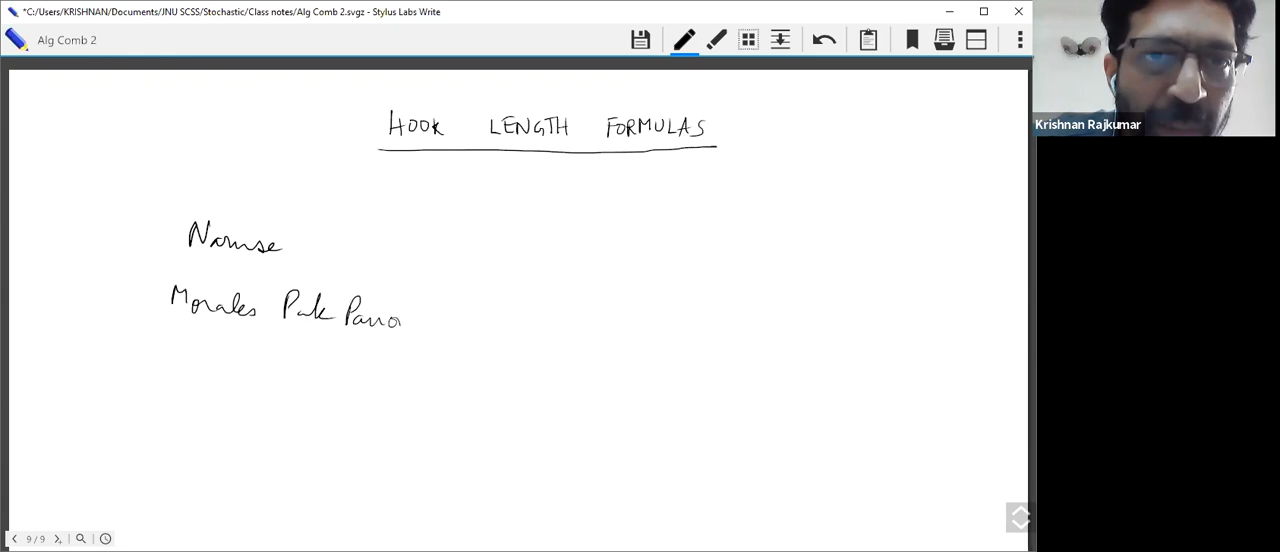 *C:/Users/KRISHNAN/Documents/JNU SCSS/Stochastic/Class notes/Alg Comb 2.svgz - Stylus Labs Write
Alg Comb 2
Krishnan Rajkumar
HOOK LENGTH FORMULAS
Naruse
Morales Pak Pano
9 / 9